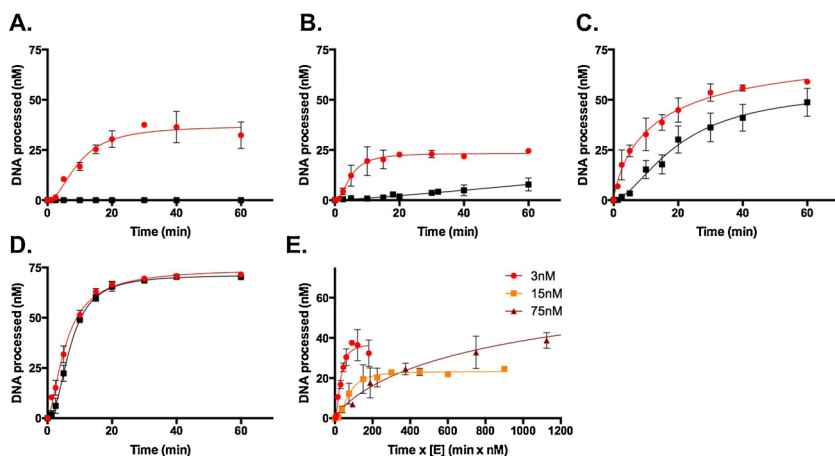 A.
B.
C.
75
50
25
0
DNA processed (nM)
0 20 40 60
Time (min)
75
50
25
0
DNA processed (nM)
0 20 40 60
Time (min)
75
50
25
0
DNA processed (nM)
0 20 40 60
Time (min)
D.
E.
75
50
25
0
DNA processed (nM)
0 20 40 60
Time (min)
60
40
20
0
DNA processed (nM)
0 200 400 600 800 1000 1200
Time x [E] (min x nM)
3nM
15nM
75nM